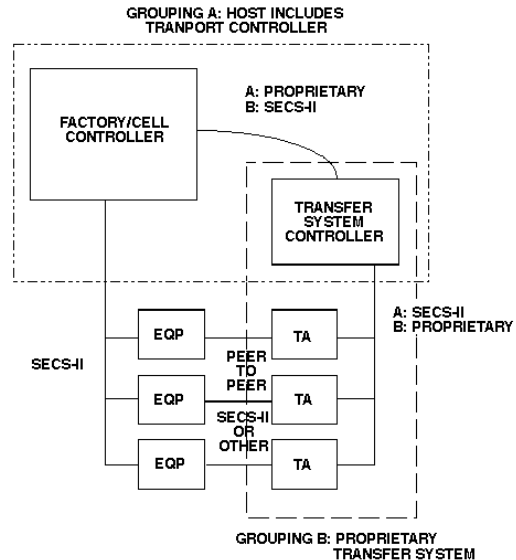 GROUPING A: HOST INCLUDES
TRANPORT CONTROLLER
A: PROPRIETARY
B: SECS-II
FACTORY/CELL
CONTROLLER
TRANSFER
SYSTEM
CONTROLLER
A: SECS-II
B: PROPRIETARY
SECS-II
EQP
TA
PEER
TO
PEER
EQP
TA
SECS-II
OR
OTHER
EQP
TA
GROUPING B: PROPRIETARY
TRANSFER SYSTEM